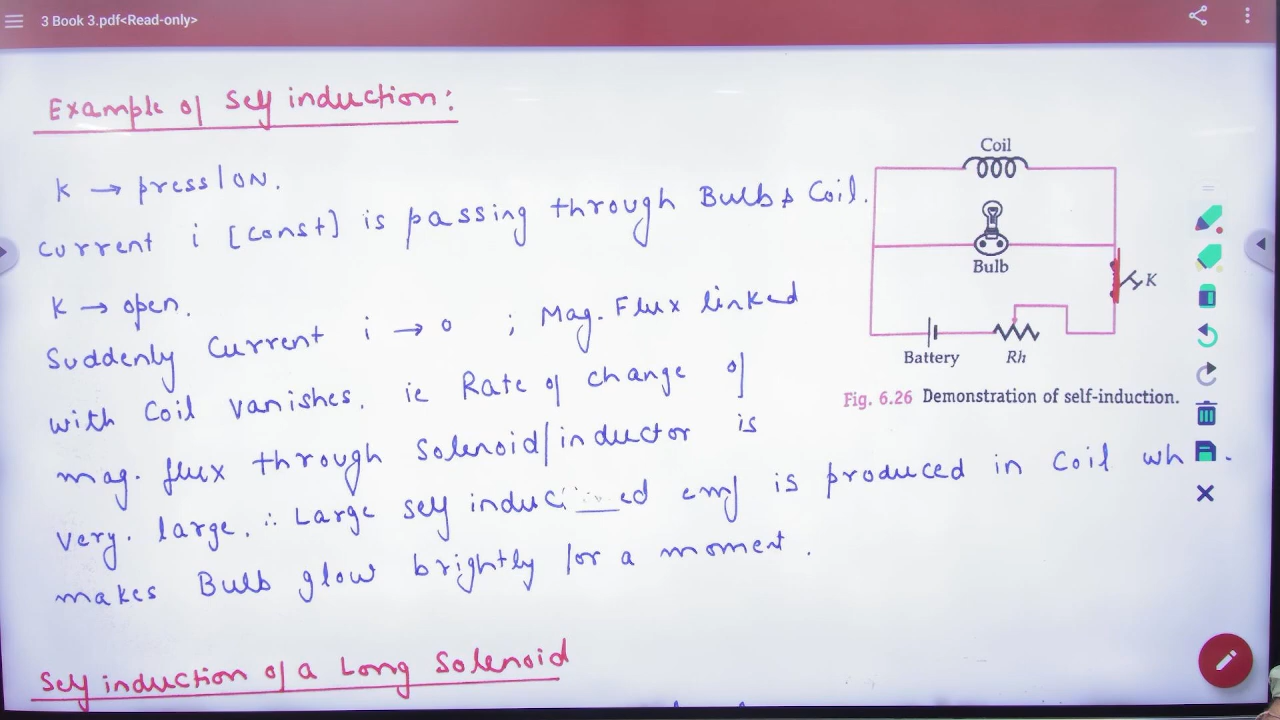 3 Book 3.pdf<Read-only>
Example of Self induction:
K → press/ON.
Current i [const] is passing through Bulb & Coil.
K → open.
Suddenly Current i → 0 ; Mag. Flux linked
with Coil vanishes. ie Rate of change of
mag. flux through Solenoid/inductor is
very. large. ∴ Large self induc ed emf is produced in Coil wh .
makes Bulb glow brightly for a moment.
Self induction of a Long Solenoid
Coil
Bulb
K
Battery Rh
Fig. 6.26 Demonstration of self-induction.